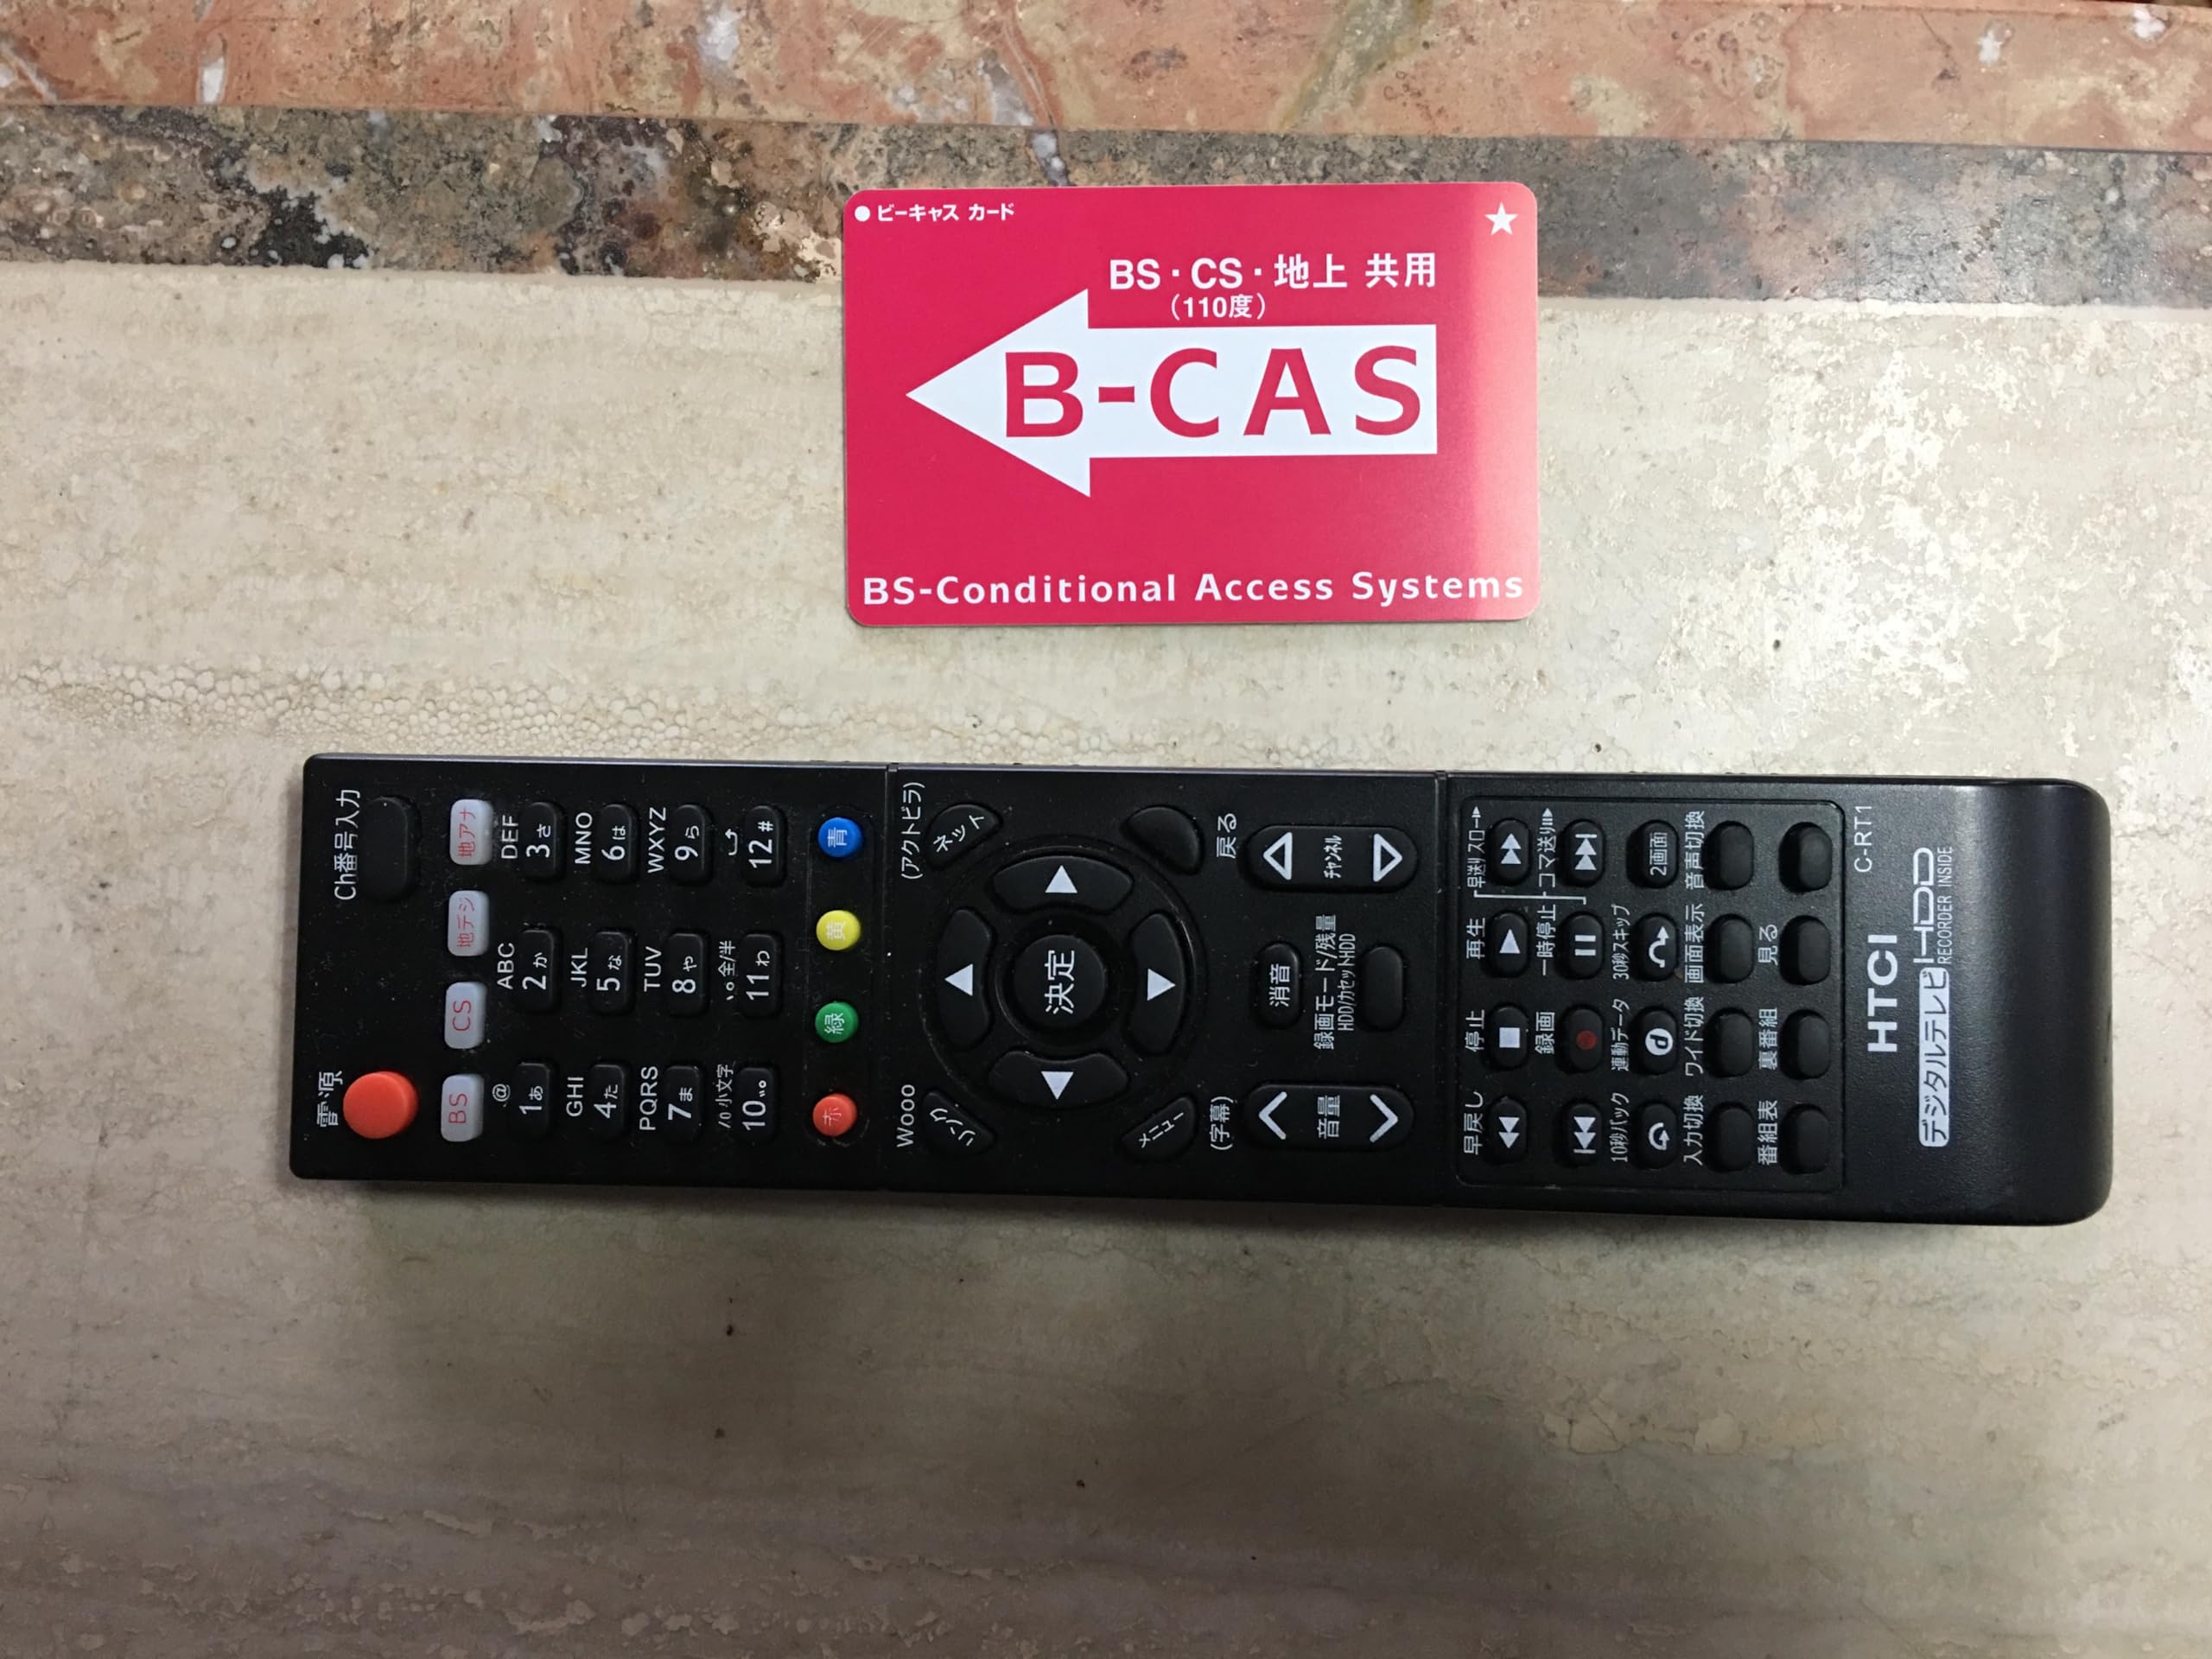 ビーキャス カード
BS・CS・地上 共用
(110度)
B-CAS
BS-Conditional Access Systems
電源
Ch番号入力
BS CS 地デジ 地アナ
.@ ABC DEF
1あ 2か 3さ
GHI JKL MNO
4た 5な 6は
PQRS TUV WXYZ
7ま 8や 9ら
/0 小文字 全/半
10 11わ 12#
赤 緑 黄 青
Wooo (アクトビラ)
リンク ネット
決定
メニュー
(字幕) 戻る
音量 消音 チャンネル
録画モード/残量
HDD/カセットHDD
早戻し 停止 再生 早送り スロー
録画 一時停止 コマ送り
10秒バック 連動データ 30秒スキップ
d 2画面
入力切換 ワイド切換 画面表示 音声切換
番組表 裏番組 見る
C-RT1
HTCI
デジタルテレビ HDD
RECORDER INSIDE